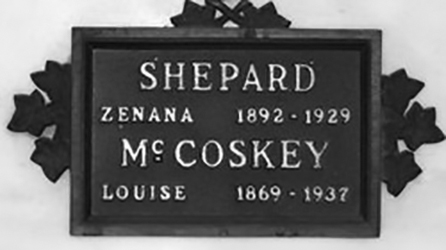 SHEPARD
ZENANA 1892 - 1929
McCOSKEY
LOUISE 1869 - 1937